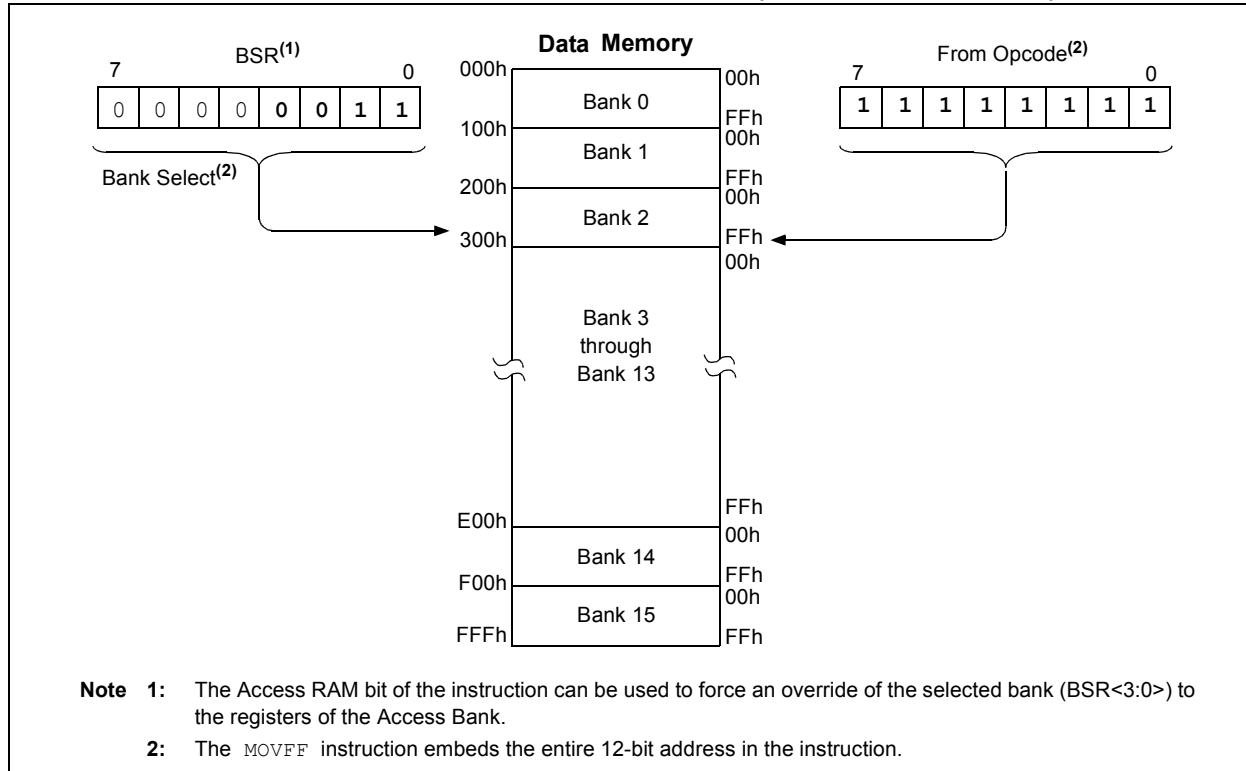 Data Memory
BSR(1)
7 0
0 0 0 0 0 0 1 1
Bank Select(2)
From Opcode(2)
7 0
1 1 1 1 1 1 1 1
000h 00h
Bank 0
FFh
100h 00h
Bank 1
FFh
200h 00h
Bank 2
FFh
300h 00h
Bank 3
through
Bank 13
FFh
E00h 00h
Bank 14
FFh
F00h 00h
Bank 15
FFFh FFh
Note 1: The Access RAM bit of the instruction can be used to force an override of the selected bank (BSR<3:0>) to
the registers of the Access Bank.
2: The MOVFF instruction embeds the entire 12-bit address in the instruction.